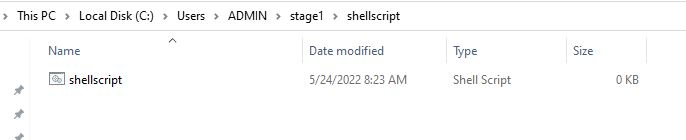 This PC > Local Disk (C:) > Users > ADMIN > stage1 > shellscript
Name Date modified Type Size
shellscript 5/24/2022 8:23 AM Shell Script 0 KB